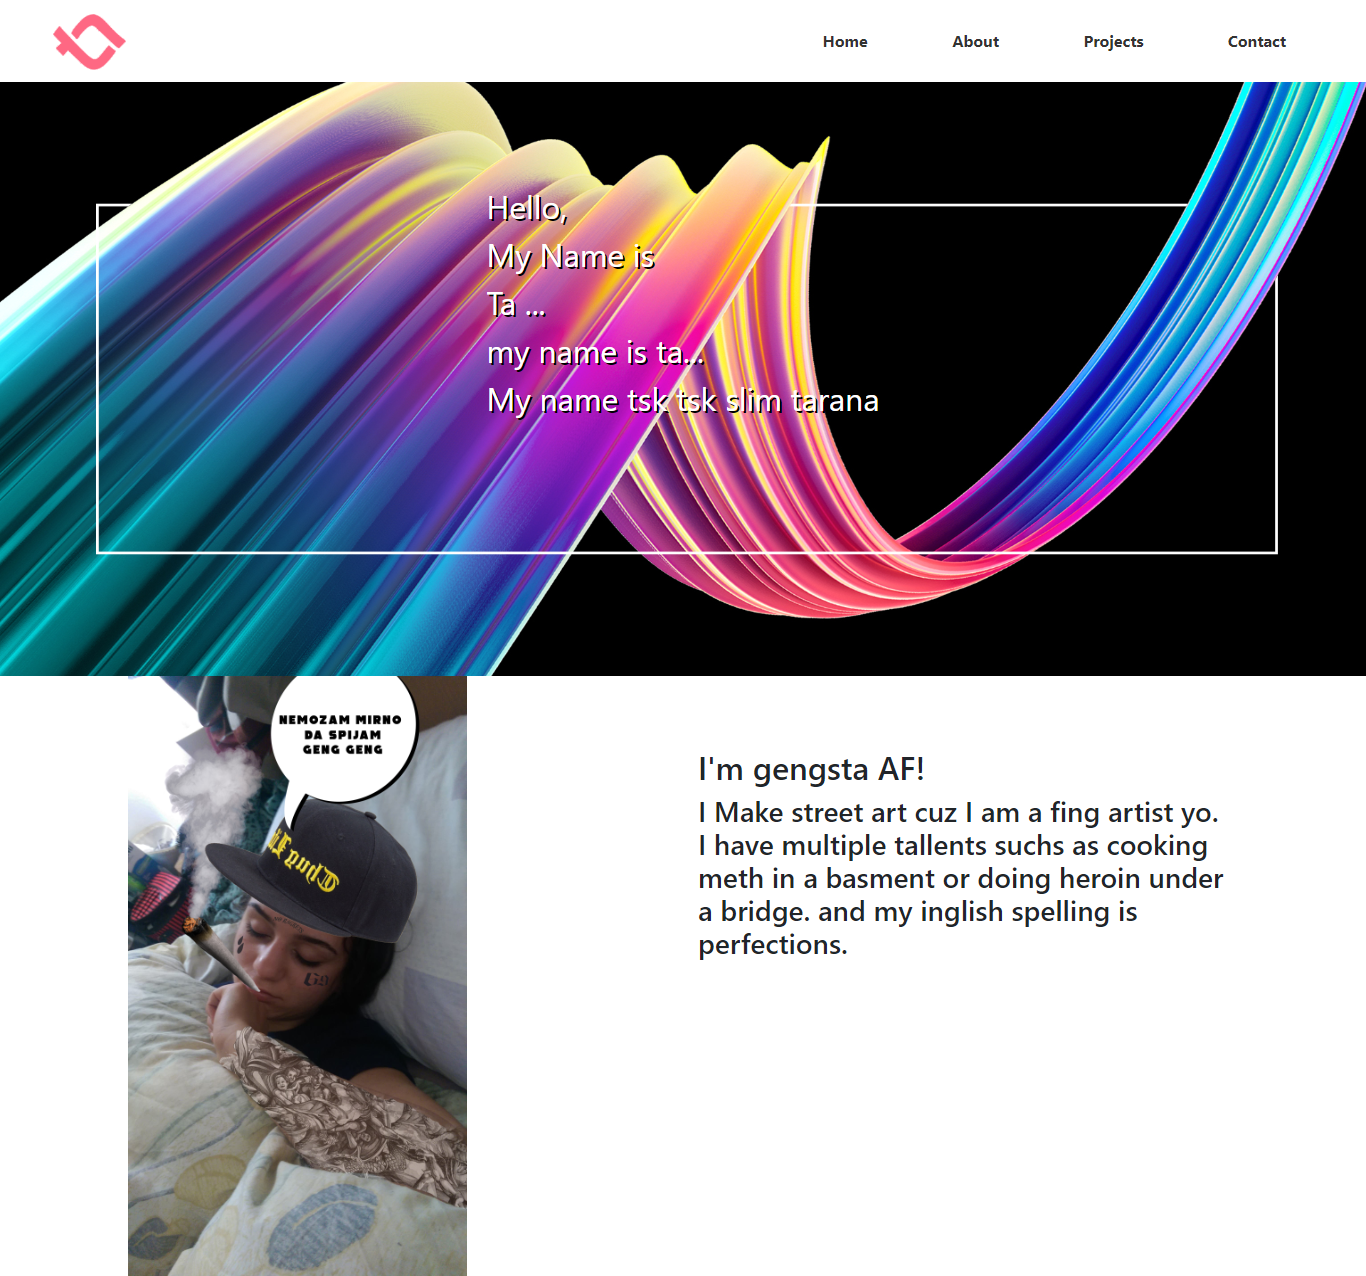 Home About Projects Contact
Hello,
My Name is
Ta ...
my name is ta...
My name tsk tsk slim tarana
NEMOZAM MIRNO
DA SPIJAM
GENG GENG
I'm gengsta AF!
I Make street art cuz I am a fing artist yo.
I have multiple tallents suchs as cooking
meth in a basment or doing heroin under
a bridge. and my inglish spelling is
perfections.